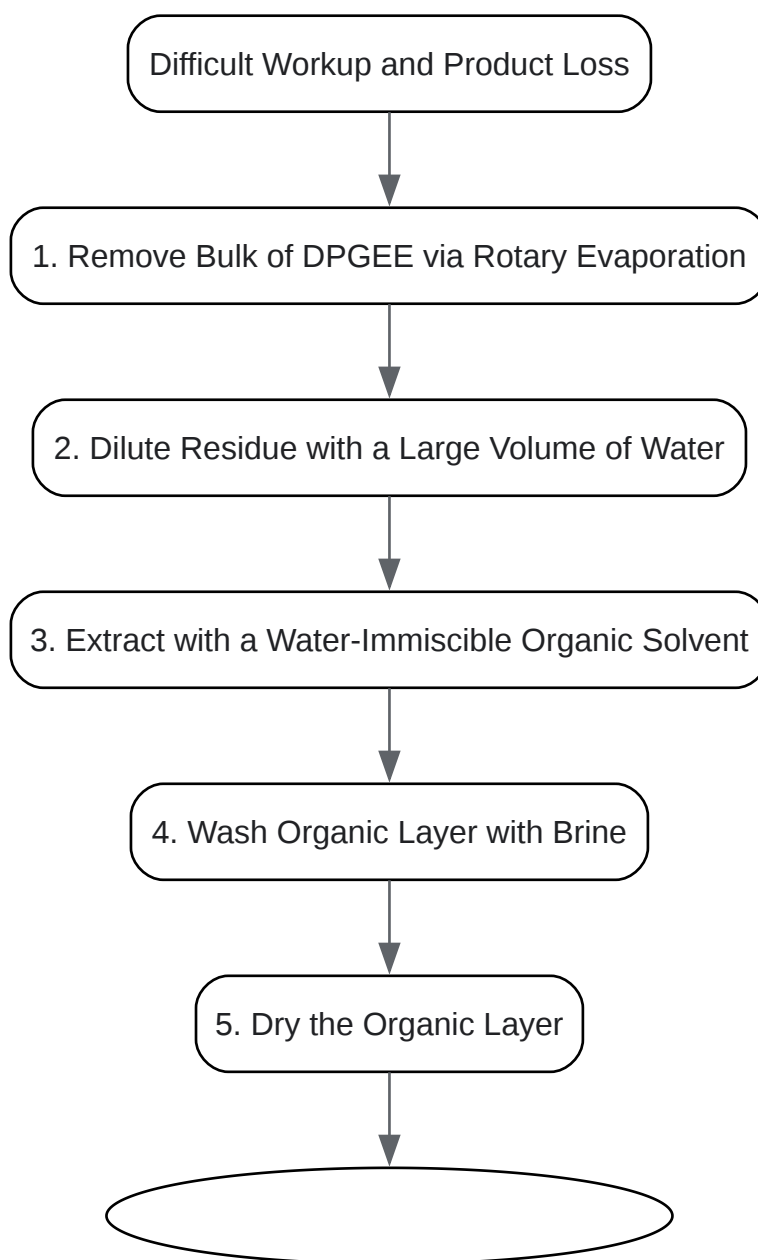 Difficult Workup and Product Loss
1. Remove Bulk of DPGEE via Rotary Evaporation
2. Dilute Residue with a Large Volume of Water
3. Extract with a Water-Immiscible Organic Solvent
4. Wash Organic Layer with Brine
5. Dry the Organic Layer